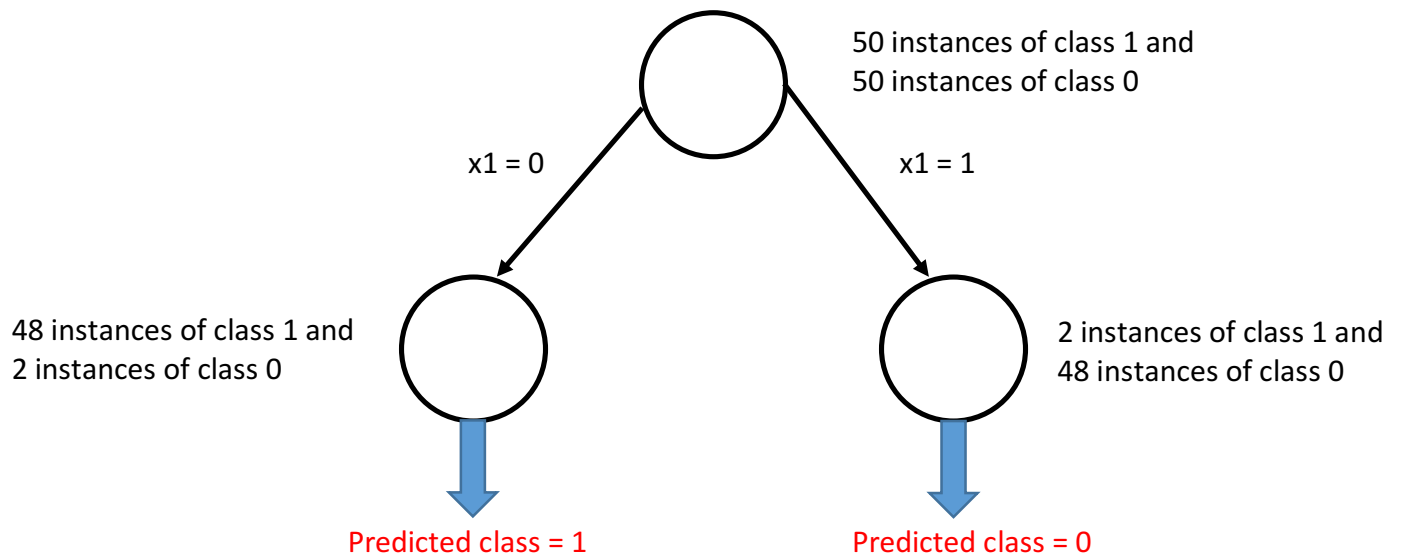 50 instances of class 1 and
50 instances of class 0
x1 = 0
x1 = 1
48 instances of class 1 and
2 instances of class 0
2 instances of class 1 and
48 instances of class 0
Predicted class = 1
Predicted class = 0